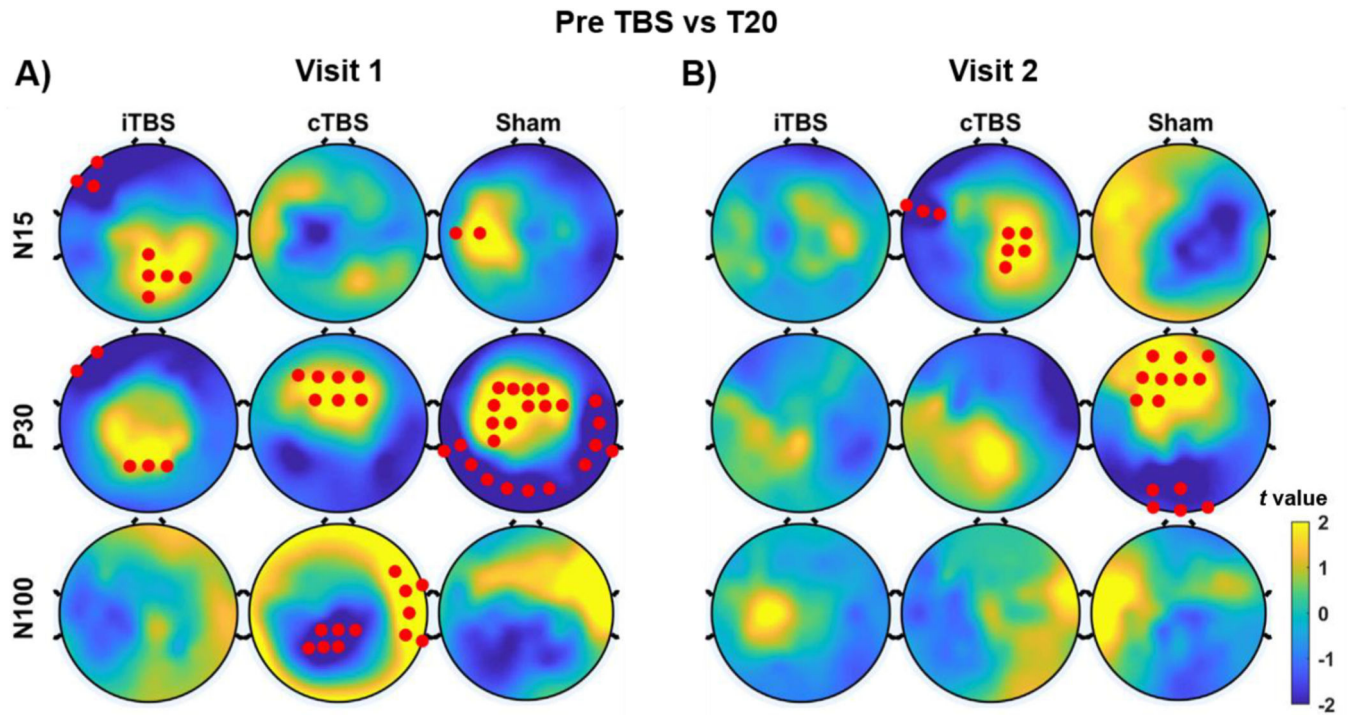 Pre TBS vs T20
A) Visit 1 B) Visit 2
iTBS cTBS Sham iTBS cTBS Sham
N15
P30
N100
t value
2
1
0
-1
-2